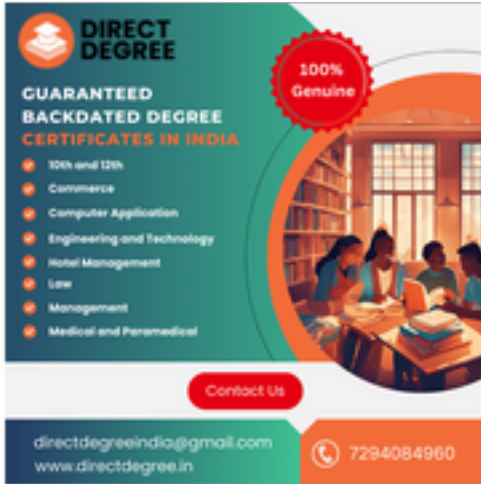 DIRECT
DEGREE
100%
Genuine
GUARANTEED
BACKDATED DEGREE
CERTIFICATES IN INDIA
10th and 12th
Commerce
Computer Application
Engineering and Technology
Hotel Management
Law
Management
Medical and Paramedical
Contact Us
directdegreeindia@gmail.com
www.directdegree.in
7294084960